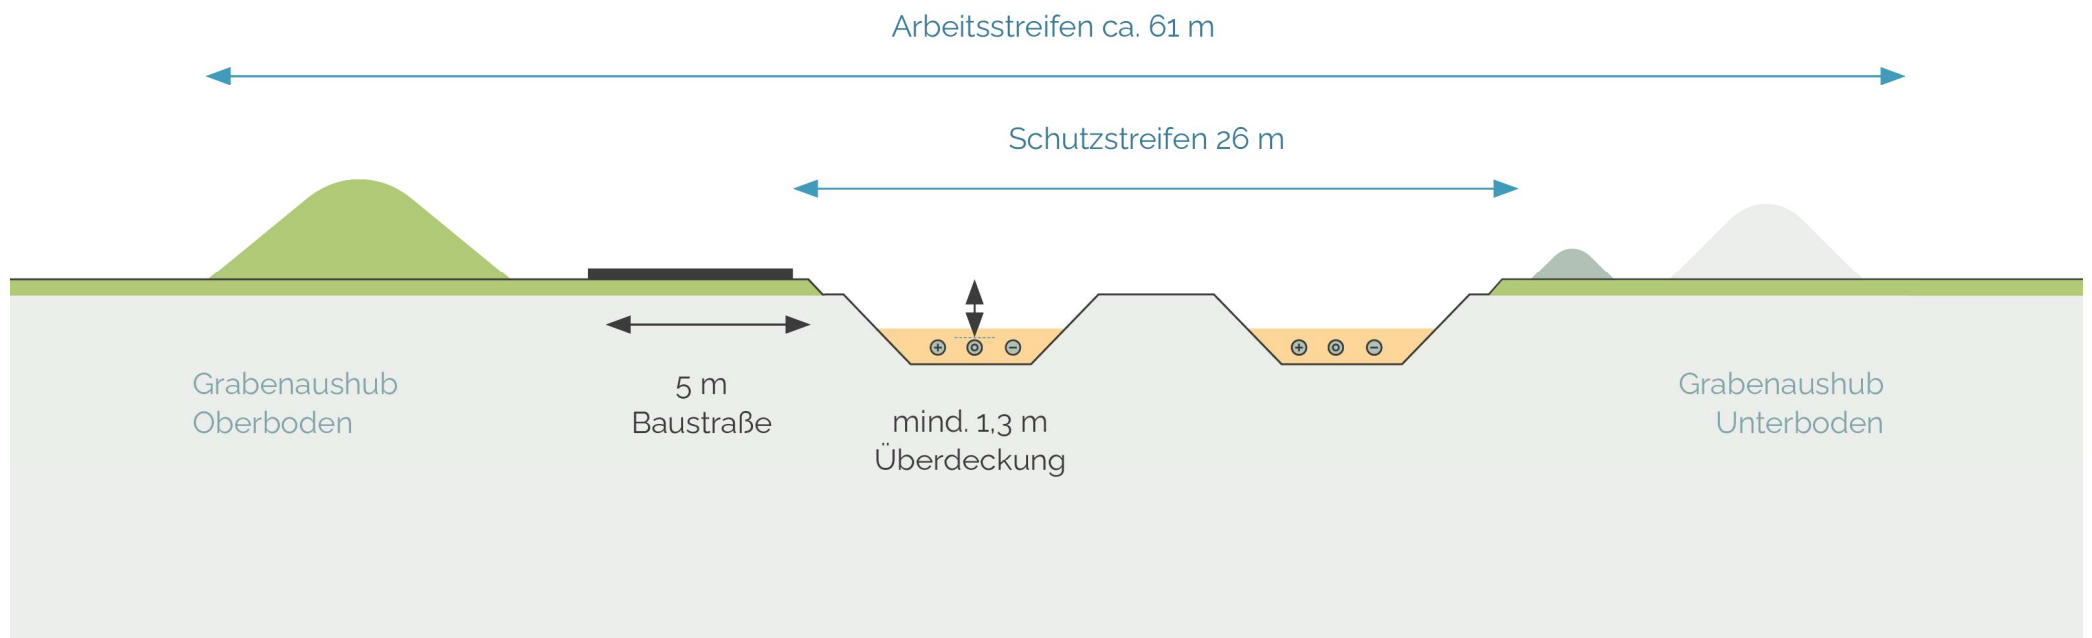 Arbeitsstreifen ca. 61 m
Schutzstreifen 26 m
Grabenaushub
Oberboden
5 m
Baustraße
mind. 1,3 m
Überdeckung
Grabenaushub
Unterboden